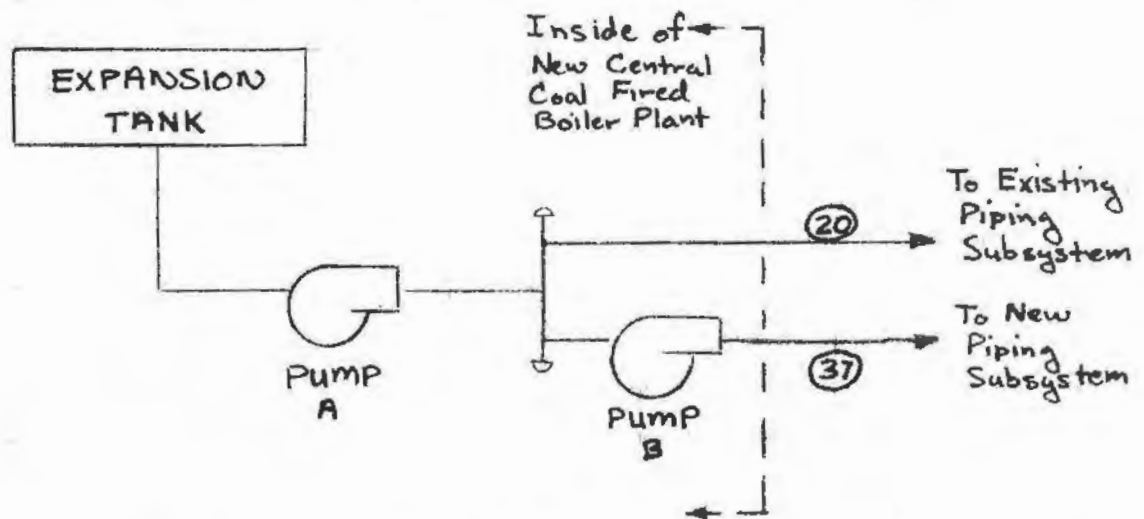 EXPANSION
TANK
Inside of
New Central
Coal Fired
Boiler Plant
20
To Existing
Piping
Subsystem
PUMP
A
PUMP
B
37
To New
Piping
Subsystem